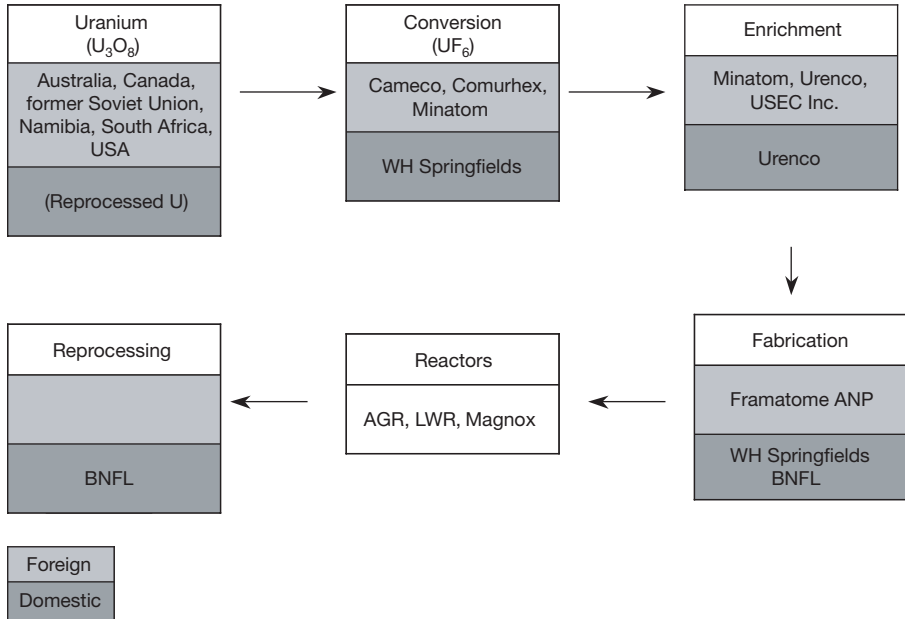 Uranium
(U₃O₈)
Australia, Canada,
former Soviet Union,
Namibia, South Africa,
USA
(Reprocessed U)
Conversion
(UF₆)
Cameco, Comurhex,
Minatom
WH Springfields
Enrichment
Minatom, Urenco,
USEC Inc.
Urenco
Fabrication
Framatome ANP
WH Springfields
BNFL
Reactors
AGR, LWR, Magnox
Reprocessing
BNFL
Foreign
Domestic